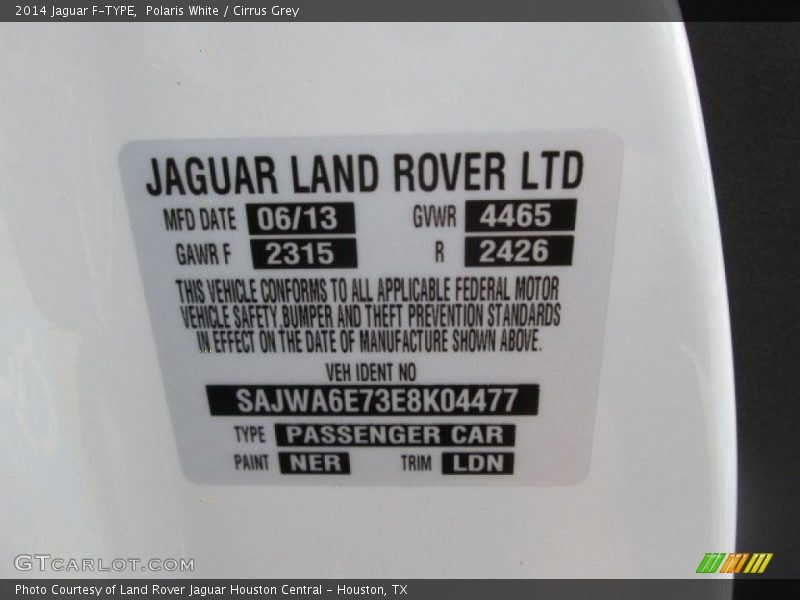 2014 Jaguar F-TYPE, Polaris White / Cirrus Grey
JAGUAR LAND ROVER LTD
MFD DATE 06/13 GVWR 4465
GAWR F 2315 R 2426
THIS VEHICLE CONFORMS TO ALL APPLICABLE FEDERAL MOTOR
VEHICLE SAFETY,BUMPER AND THEFT PREVENTION STANDARDS
IN EFFECT ON THE DATE OF MANUFACTURE SHOWN ABOVE.
VEH IDENT NO
SAJWA6E73E8K04477
TYPE PASSENGER CAR
PAINT NER TRIM LDN
GTCARLOT.COM
Photo Courtesy of Land Rover Jaguar Houston Central - Houston, TX